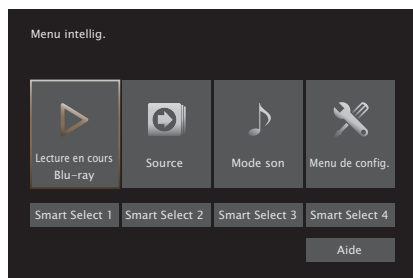 Menu intellig.
Lecture en cours
Blu-ray
Source
Mode son
Menu de config.
Smart Select 1
Smart Select 2
Smart Select 3
Smart Select 4
Aide